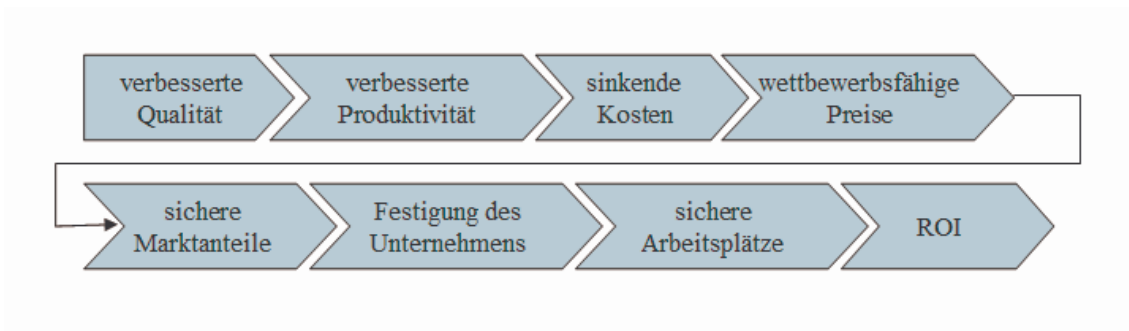 verbesserte
Qualität
verbesserte
Produktivität
sinkende
Kosten
wettbewerbsfähige
Preise
sichere
Marktanteile
Festigung des
Unternehmens
sichere
Arbeitsplätze
ROI